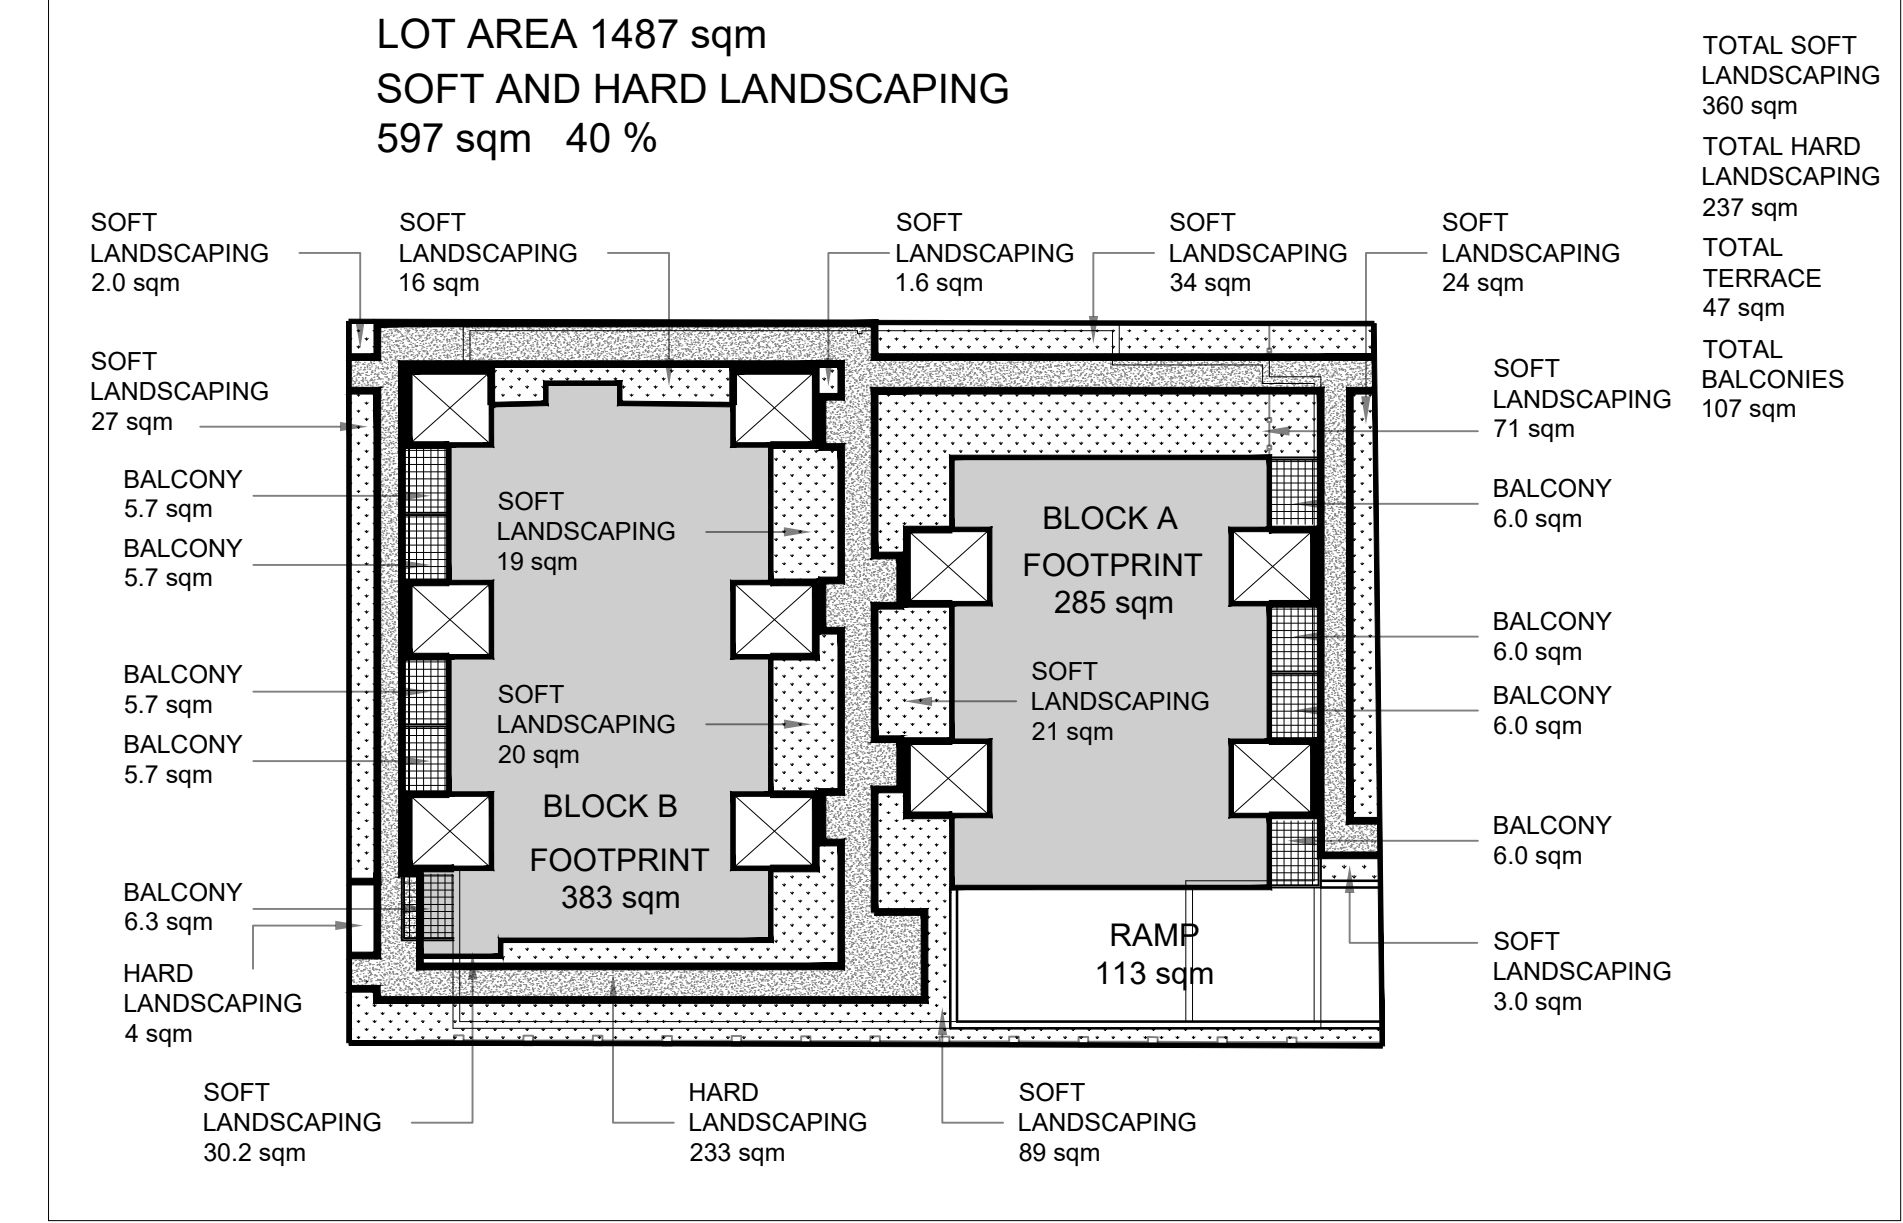 LOT AREA 1487 sqm
SOFT AND HARD LANDSCAPING
597 sqm 40 %
TOTAL SOFT
LANDSCAPING
360 sqm
TOTAL HARD
LANDSCAPING
237 sqm
TOTAL
TERRACE
47 sqm
TOTAL
BALCONIES
107 sqm
SOFT
LANDSCAPING
2.0 sqm
SOFT
LANDSCAPING
16 sqm
SOFT
LANDSCAPING
1.6 sqm
SOFT
LANDSCAPING
34 sqm
SOFT
LANDSCAPING
24 sqm
SOFT
LANDSCAPING
27 sqm
BALCONY
5.7 sqm
BALCONY
5.7 sqm
BALCONY
5.7 sqm
BALCONY
5.7 sqm
BALCONY
6.3 sqm
HARD
LANDSCAPING
4 sqm
SOFT
LANDSCAPING
19 sqm
SOFT
LANDSCAPING
20 sqm
BLOCK B
FOOTPRINT
383 sqm
BLOCK A
FOOTPRINT
285 sqm
SOFT
LANDSCAPING
21 sqm
RAMP
113 sqm
SOFT
LANDSCAPING
71 sqm
BALCONY
6.0 sqm
BALCONY
6.0 sqm
BALCONY
6.0 sqm
BALCONY
6.0 sqm
SOFT
LANDSCAPING
3.0 sqm
SOFT
LANDSCAPING
30.2 sqm
HARD
LANDSCAPING
233 sqm
SOFT
LANDSCAPING
89 sqm